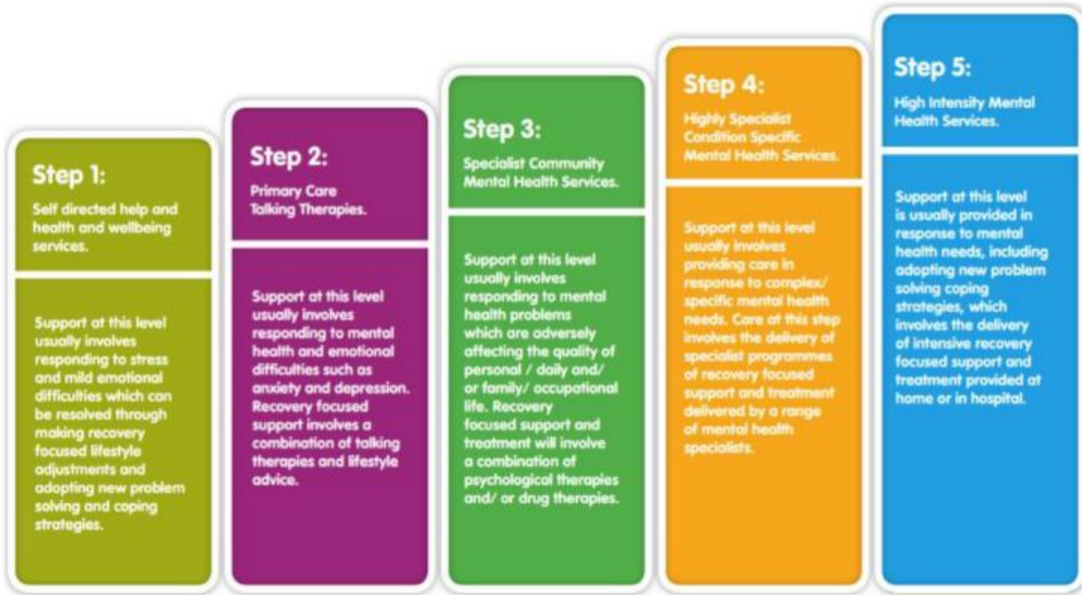 Step 1:
Self directed help and
health and wellbeing
services.
Support at this level
usually involves
responding to stress
and mild emotional
difficulties which can
be resolved through
making recovery
focused lifestyle
adjustments and
adopting new problem
solving and coping
strategies.
Step 2:
Primary Care
Talking Therapies.
Support at this level
usually involves
responding to mental
health and emotional
difficulties such as
anxiety and depression.
Recovery focused
support involves a
combination of talking
therapies and lifestyle
advice.
Step 3:
Specialist Community
Mental Health Services.
Support at this level
usually involves
responding to mental
health problems
which are adversely
affecting the quality of
personal / daily and/
or family/ occupational
life. Recovery
focused support and
treatment will involve
a combination of
psychological therapies
and/ or drug therapies.
Step 4:
Highly Specialist
Condition Specific
Mental Health Services.
Support at this level
usually involves
providing care in
response to complex/
specific mental health
needs. Care at this step
involves the delivery of
specialist programmes
of recovery focused
support and treatment
delivered by a range
of mental health
specialists.
Step 5:
High Intensity Mental
Health Services.
Support at this level
is usually provided in
response to mental
health needs, including
adopting new problem
solving coping
strategies, which
involves the delivery
of intensive recovery
focused support and
treatment provided at
home or in hospital.